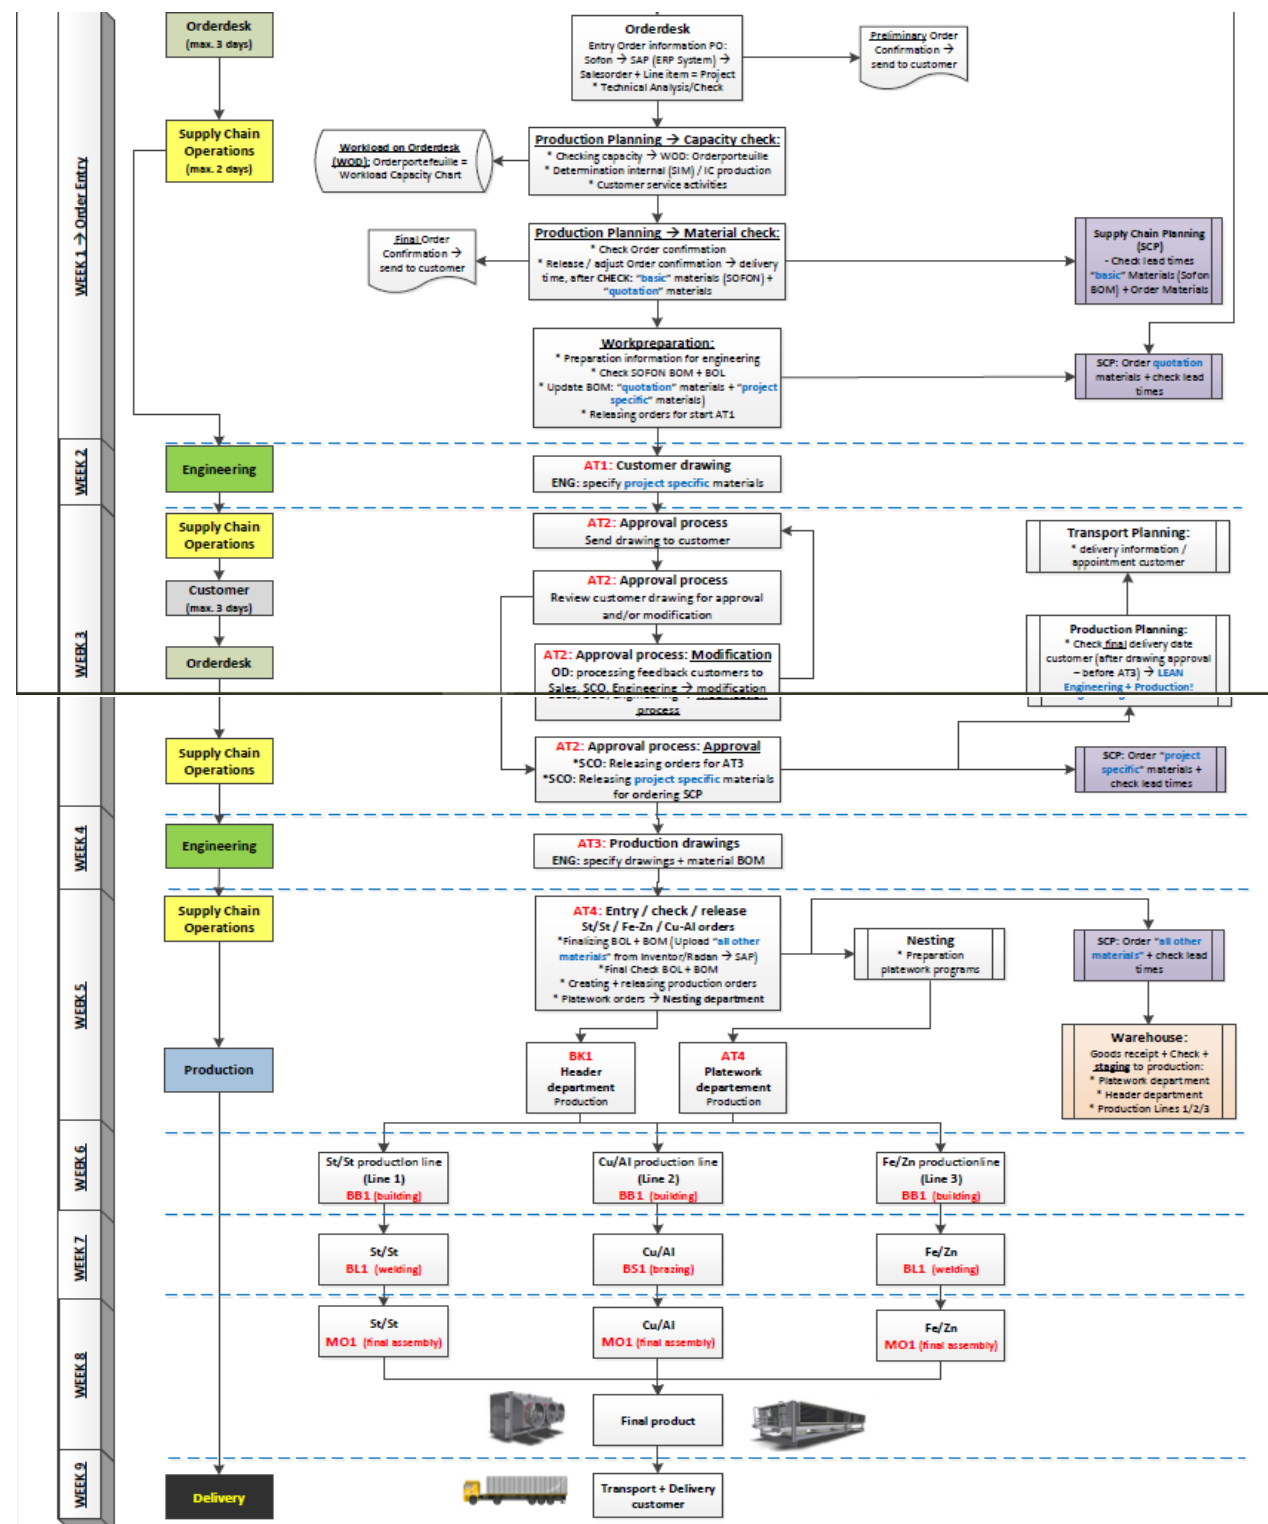 WEEK 1 → Order Entry
Orderdesk
(max. 3 days)
Orderdesk
Entry Order information PO:
Sofon → SAP (ERP System) →
Salesorder + Line item = Project
* Technical Analysis/Check
Preliminary Order
Confirmation →
send to customer
Supply Chain
Operations
(max. 2 days)
Workload on Orderdesk
(WOD): Orderportefeuille =
Workload Capacity Chart
Production Planning → Capacity check:
* Checking capacity → WOD: Orderporteuille
* Determination internal (SIM) / IC production
* Customer service activities
Final Order
Confirmation →
send to customer
Production Planning → Material check:
* Check Order confirmation
* Release / adjust Order confirmation → delivery
time, after CHECK: "basic" materials (SOFON) +
"quotation" materials
Supply Chain Planning
(SCP)
- Check lead times
"basic" Materials (Sofon
BOM) + Order Materials
Workpreparation:
* Preparation information for engineering
* Check SOFON BOM + BOL
* Update BOM: "quotation" materials + "project
specific" materials)
* Releasing orders for start AT1
SCP: Order quotation
materials + check lead
times
WEEK 2
Engineering
AT1: Customer drawing
ENG: specify project specific materials
WEEK 3
Supply Chain
Operations
AT2: Approval process
Send drawing to customer
Transport Planning:
* delivery information /
appointment customer
Customer
(max. 3 days)
AT2: Approval process
Review customer drawing for approval
and/or modification
Orderdesk
AT2: Approval process: Modification
OD: processing feedback customers to
Sales, SCO, Engineering → modification
process
Production Planning:
* Check final delivery date
customer (after drawing approval
– before AT3) → LEAN
Engineering + Production!
Supply Chain
Operations
AT2: Approval process: Approval
*SCO: Releasing orders for AT3
*SCO: Releasing project specific materials
for ordering SCP
SCP: Order "project
specific" materials +
check lead times
WEEK 4
Engineering
AT3: Production drawings
ENG: specify drawings + material BOM
WEEK 5
Supply Chain
Operations
AT4: Entry / check / release
St/St / Fe-Zn / Cu-Al orders
*Finalizing BOL + BOM (Upload "all other
materials" from Inventor/Radan → SAP)
*Final Check BOL + BOM
* Creating + releasing production orders
* Platework orders → Nesting department
Nesting
* Preparation
platework programs
SCP: Order "all other
materials" + check lead
times
Production
BK1
Header
department
Production
AT4
Platework
departement
Production
Warehouse:
Goods receipt + Check +
staging to production:
* Platework department
* Header department
* Production Lines 1/2/3
WEEK 6
St/St production line
(Line 1)
BB1 (building)
Cu/Al production line
(Line 2)
BB1 (building)
Fe/Zn productionline
(Line 3)
BB1 (building)
WEEK 7
St/St
BL1 (welding)
Cu/Al
BS1 (brazing)
Fe/Zn
BL1 (welding)
WEEK 8
St/St
MO1 (final assembly)
Cu/Al
MO1 (final assembly)
Fe/Zn
MO1 (final assembly)
Final product
WEEK 9
Delivery
Transport + Delivery
customer